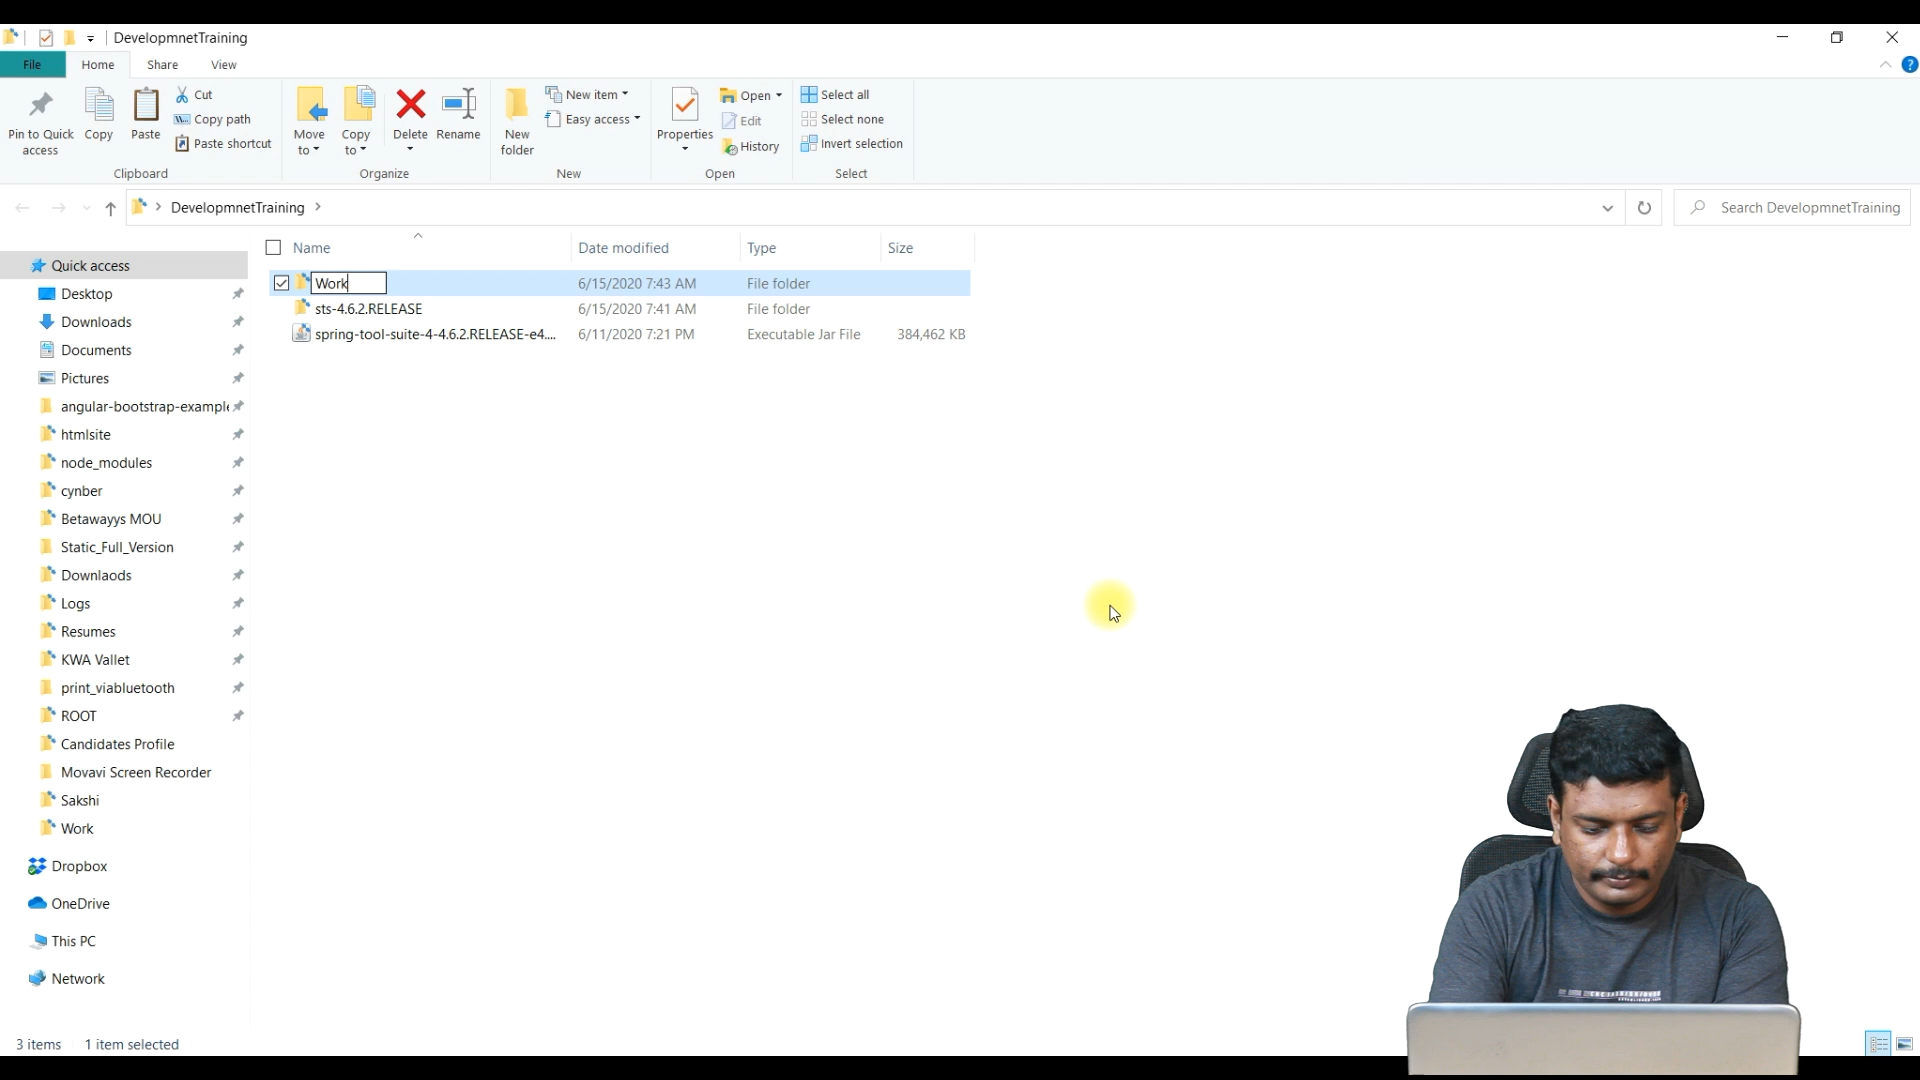 DevelopmnetTraining
File Home Share View
Pin to Quick access
Copy
Paste
Cut
Copy path
Paste shortcut
Clipboard
Move to
Copy to
Delete
Rename
Organize
New folder
New item
Easy access
New
Properties
Open
Edit
History
Open
Select all
Select none
Invert selection
Select
DevelopmnetTraining
Search DevelopmnetTraining
Name Date modified Type Size
Work 6/15/2020 7:43 AM File folder
sts-4.6.2.RELEASE 6/15/2020 7:41 AM File folder
spring-tool-suite-4-4.6.2.RELEASE-e4.... 6/11/2020 7:21 PM Executable Jar File 384,462 KB
Quick access
Desktop
Downloads
Documents
Pictures
angular-bootstrap-example
htmlsite
node_modules
cynber
Betawayys MOU
Static_Full_Version
Downlaods
Logs
Resumes
KWA Vallet
print_viabluetooth
ROOT
Candidates Profile
Movavi Screen Recorder
Sakshi
Work
Dropbox
OneDrive
This PC
Network
3 items 1 item selected